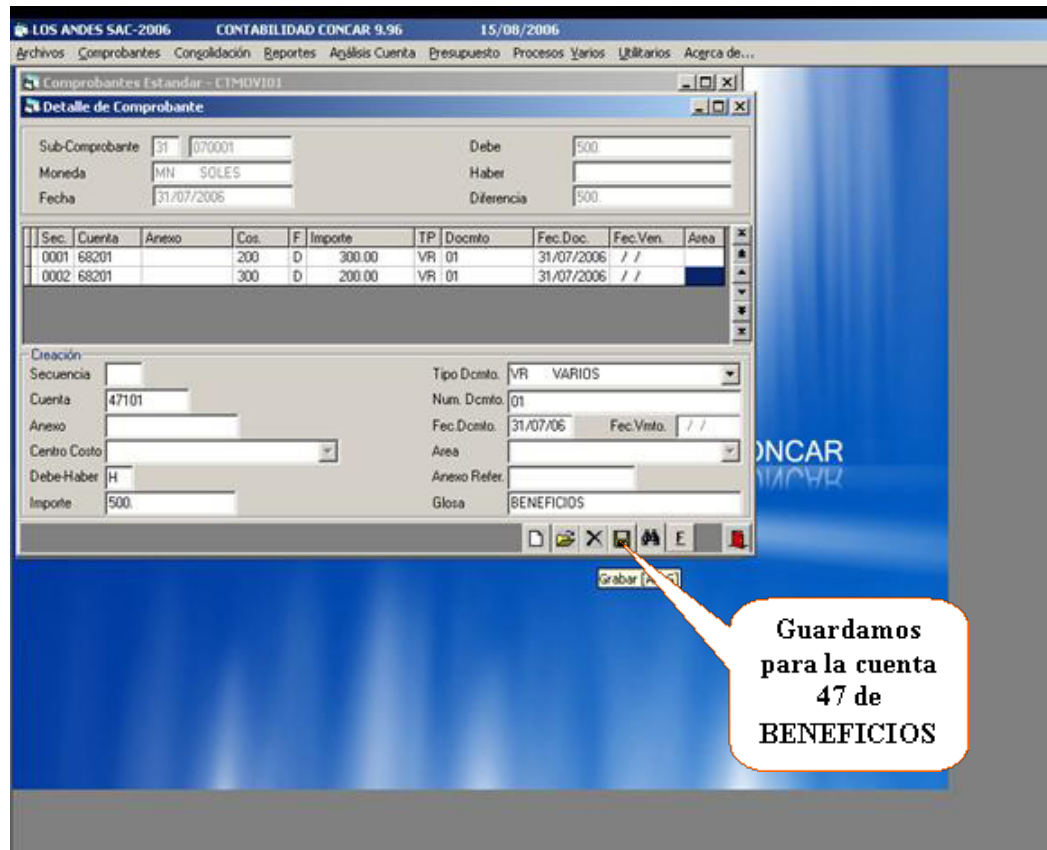 LOS ANDES SAC-2006 CONTABILIDAD CONCAR 9.96 15/08/2006
Archivos Comprobantes Consolidación Reportes Análisis Cuenta Presupuesto Procesos Varios Utilitarios Acerca de...
Comprobantes Estandar - CTMOVI01
Detalle de Comprobante
Sub-Comprobante 31 070001 Debe 500.
Moneda MN SOLES Haber
Fecha 31/07/2006 Diferencia 500.
Sec. Cuenta Anexo Cos. F Importe TP Docmto Fec.Doc. Fec.Ven. Area
0001 68201 200 D 300.00 VR 01 31/07/2006 / /
0002 68201 300 D 200.00 VR 01 31/07/2006 / /
Creación
Secuencia Tipo Dcmto. VR VARIOS
Cuenta 47101 Num. Dcmto. 01
Anexo Fec.Dcmto. 31/07/06 Fec.Vmto. / /
Centro Costo Area
Debe-Haber H Anexo Refer.
Importe 500. Glosa BENEFICIOS
ONCAR
E
Grabar
Guardamos
para la cuenta
47 de
BENEFICIOS